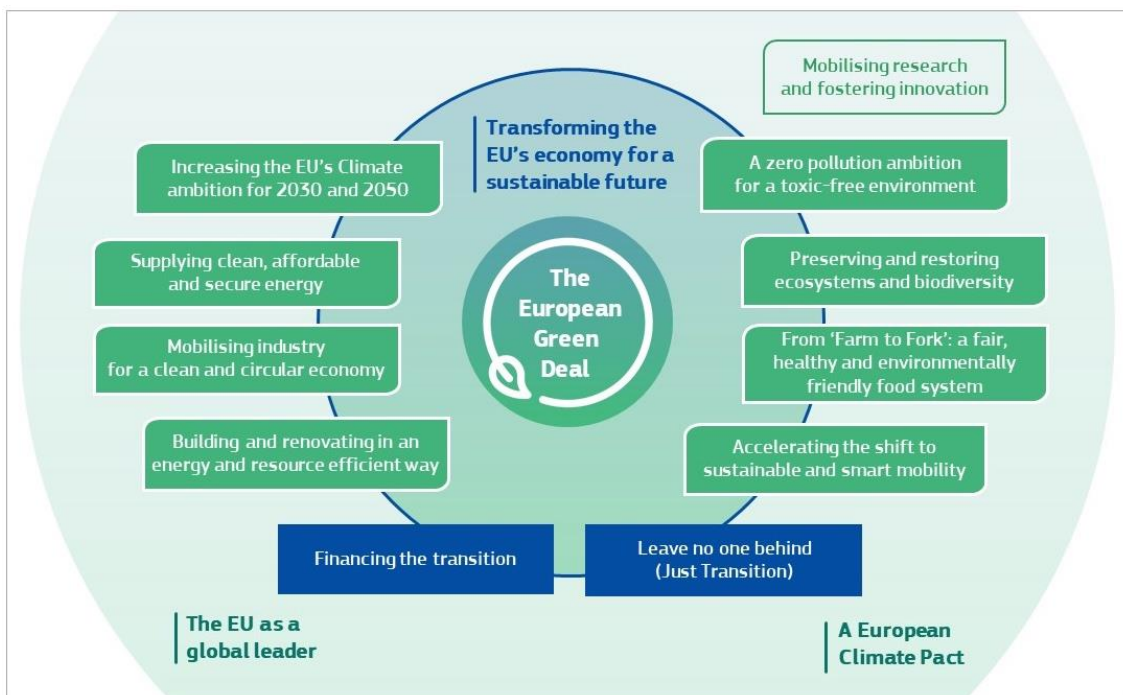 Mobilising research
and fostering innovation
Transforming the
EU's economy for a
sustainable future
Increasing the EU's Climate
ambition for 2030 and 2050
A zero pollution ambition
for a toxic-free environment
Supplying clean, affordable
and secure energy
Preserving and restoring
ecosystems and biodiversity
The
European
Green
Deal
Mobilising industry
for a clean and circular economy
From ‘Farm to Fork’: a fair,
healthy and environmentally
friendly food system
Building and renovating in an
energy and resource efficient way
Accelerating the shift to
sustainable and smart mobility
Financing the transition
Leave no one behind
(Just Transition)
The EU as a
global leader
A European
Climate Pact